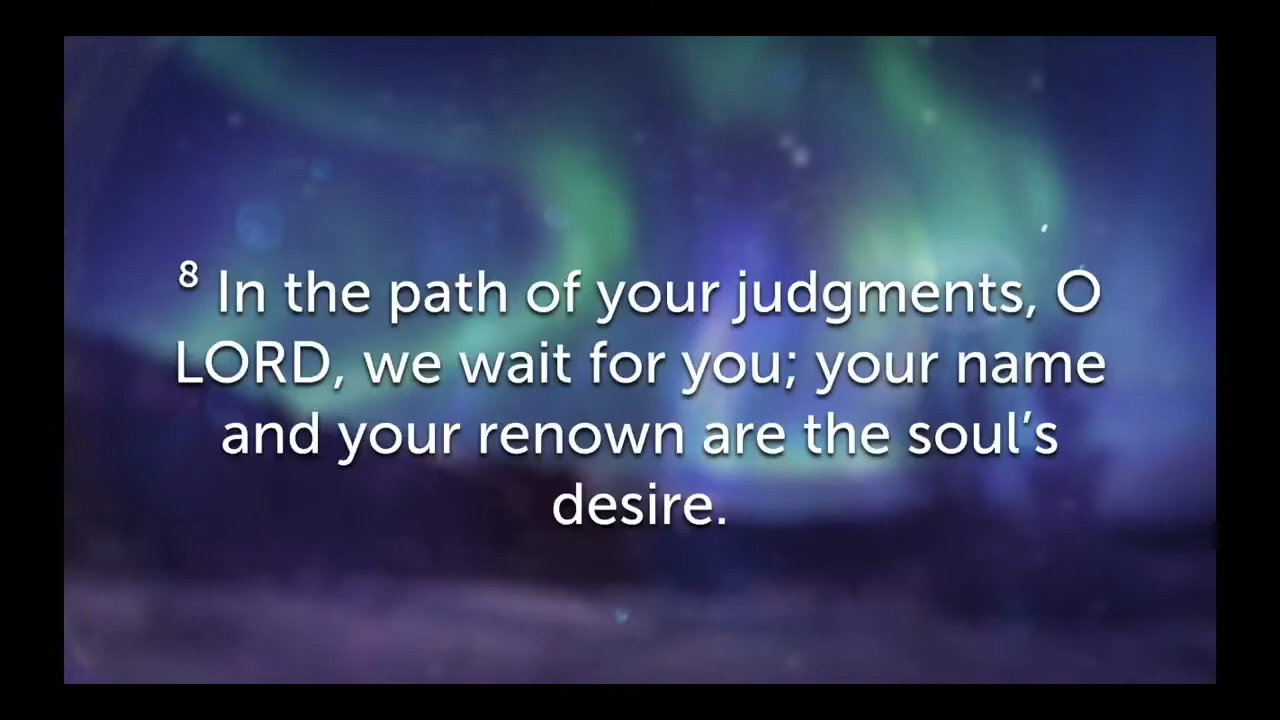 ⁸ In the path of your judgments, O
LORD, we wait for you; your name
and your renown are the soul’s
desire.